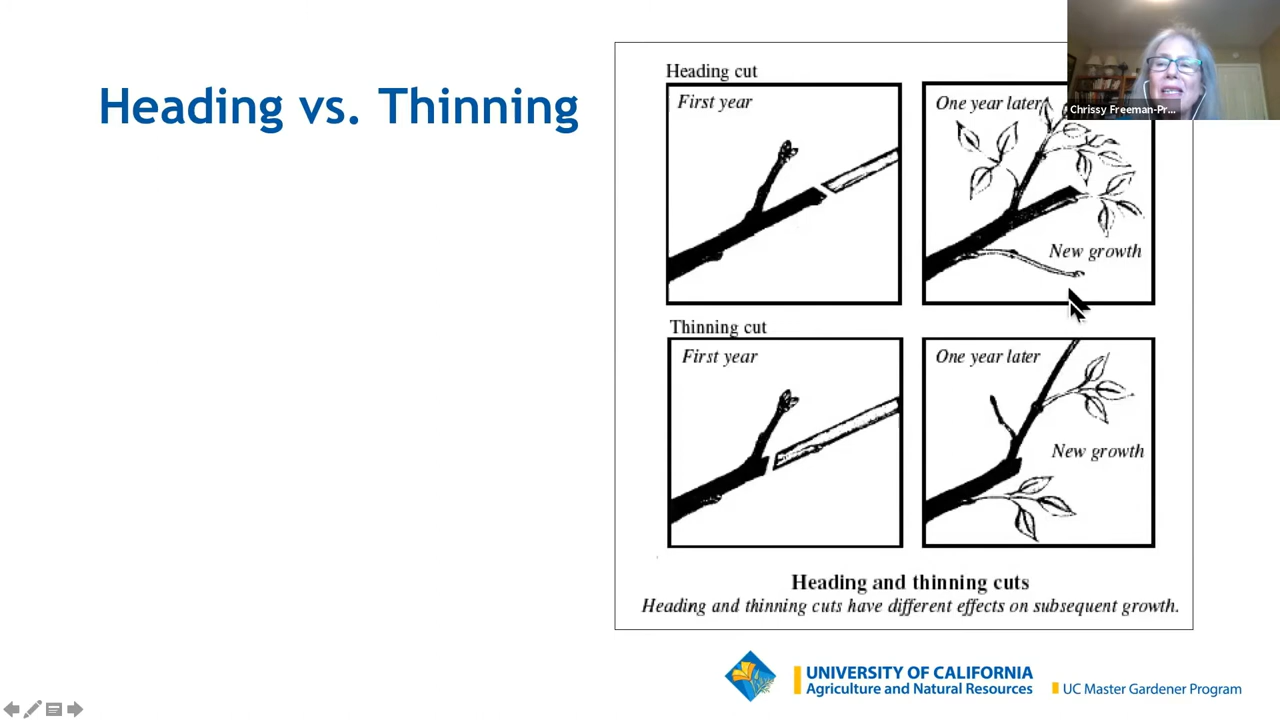 Heading vs. Thinning
Heading cut
First year
One year later
New growth
Thinning cut
First year
One year later
New growth
Heading and thinning cuts
Heading and thinning cuts have different effects on subsequent growth.
Chrissy Freeman-Pr...
UNIVERSITY OF CALIFORNIA
Agriculture and Natural Resources
UC Master Gardener Program